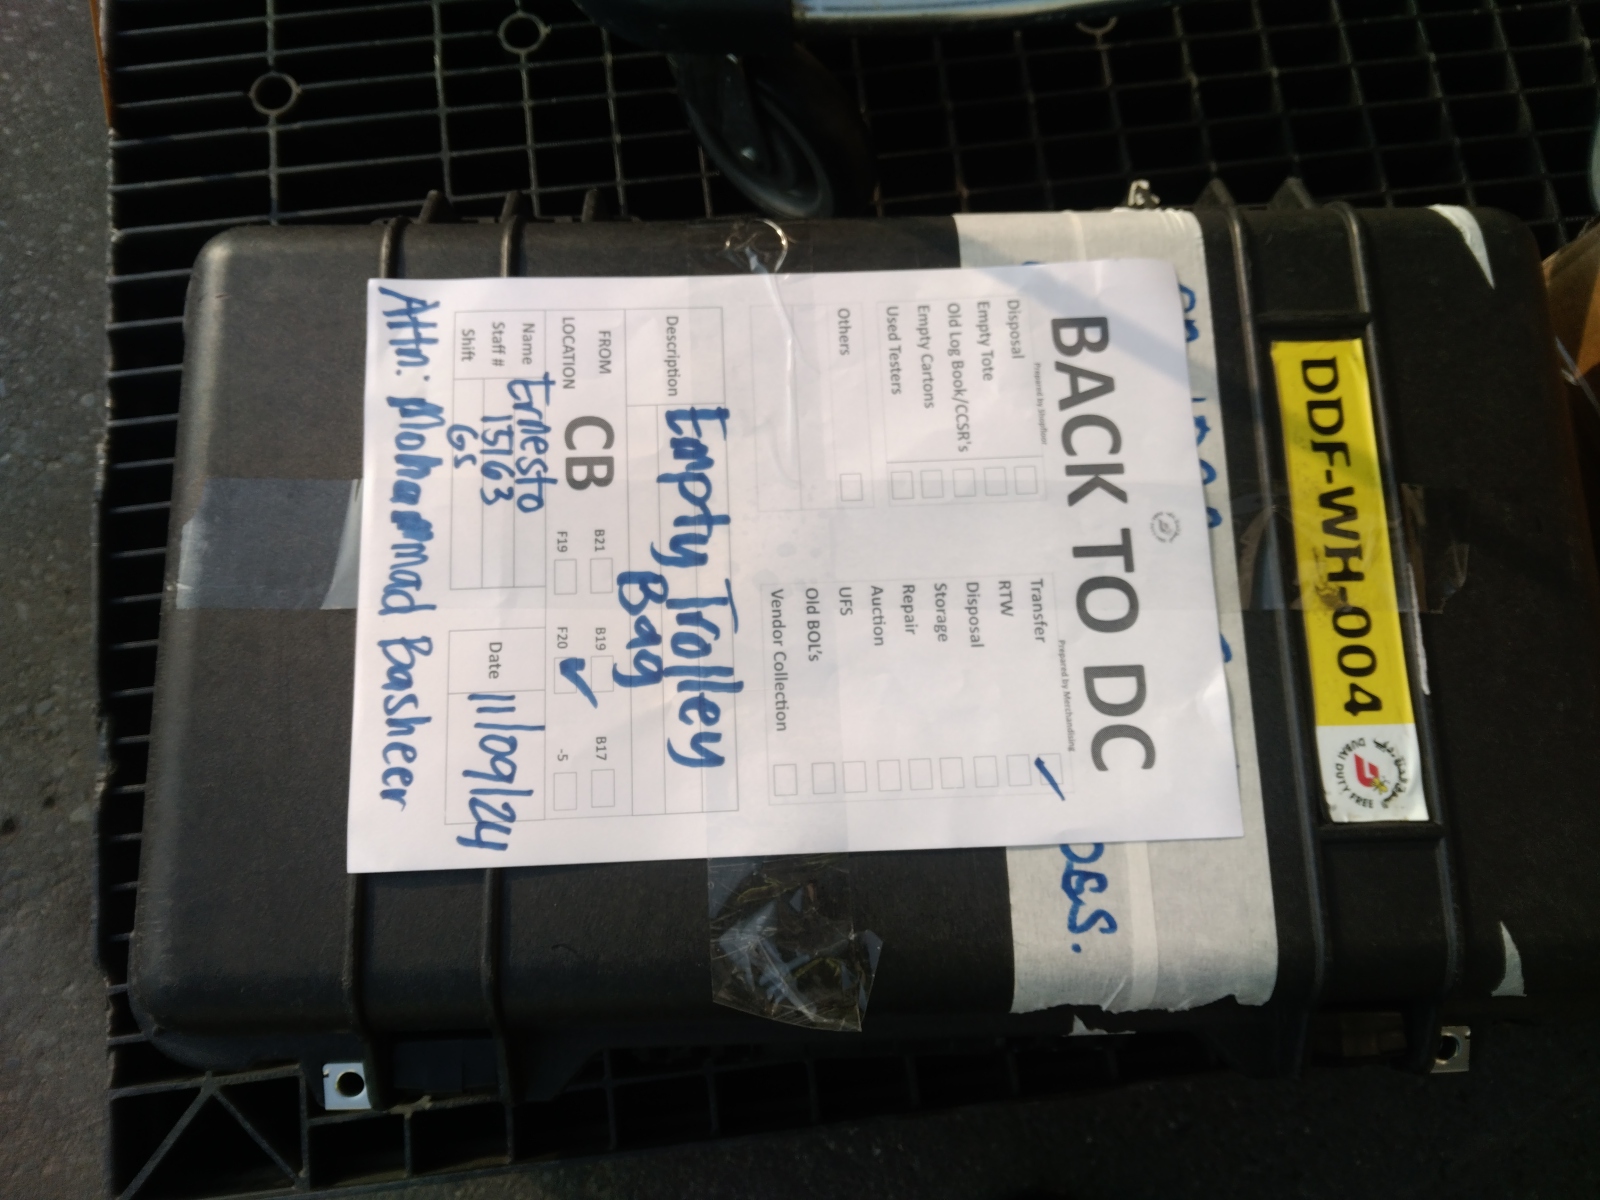 DDF-WH-004
DUBAI DUTY FREE
BACK TO DC
Prepared by Shopfloor
Disposal
Empty Tote
Old Log Book/CCSR's
Empty Cartons
Used Testers
Others
Prepared by Merchandising
Transfer
RTW
Disposal
Storage
Repair
Auction
UFS
Old BOL's
Vendor Collection
Description
Empty Trolley
Bag
FROM LOCATION
CB
B21
B19
B17
F19
F20
-5
Name Ernesto
Staff # 15163
Shift GS
Date 11/09/24
Attn: Mohammad Basheer